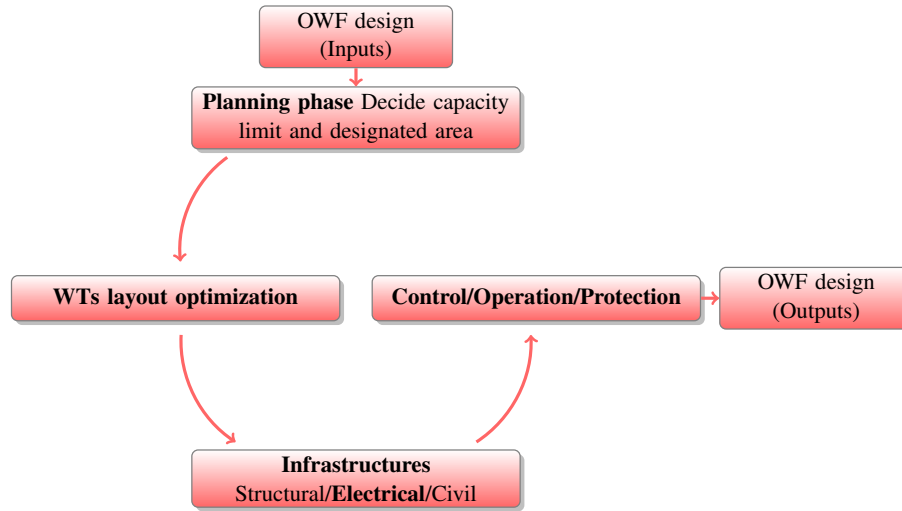 OWF design
(Inputs)
Planning phase Decide capacity
limit and designated area
WTs layout optimization
Control/Operation/Protection
OWF design
(Outputs)
Infrastructures
Structural/Electrical/Civil